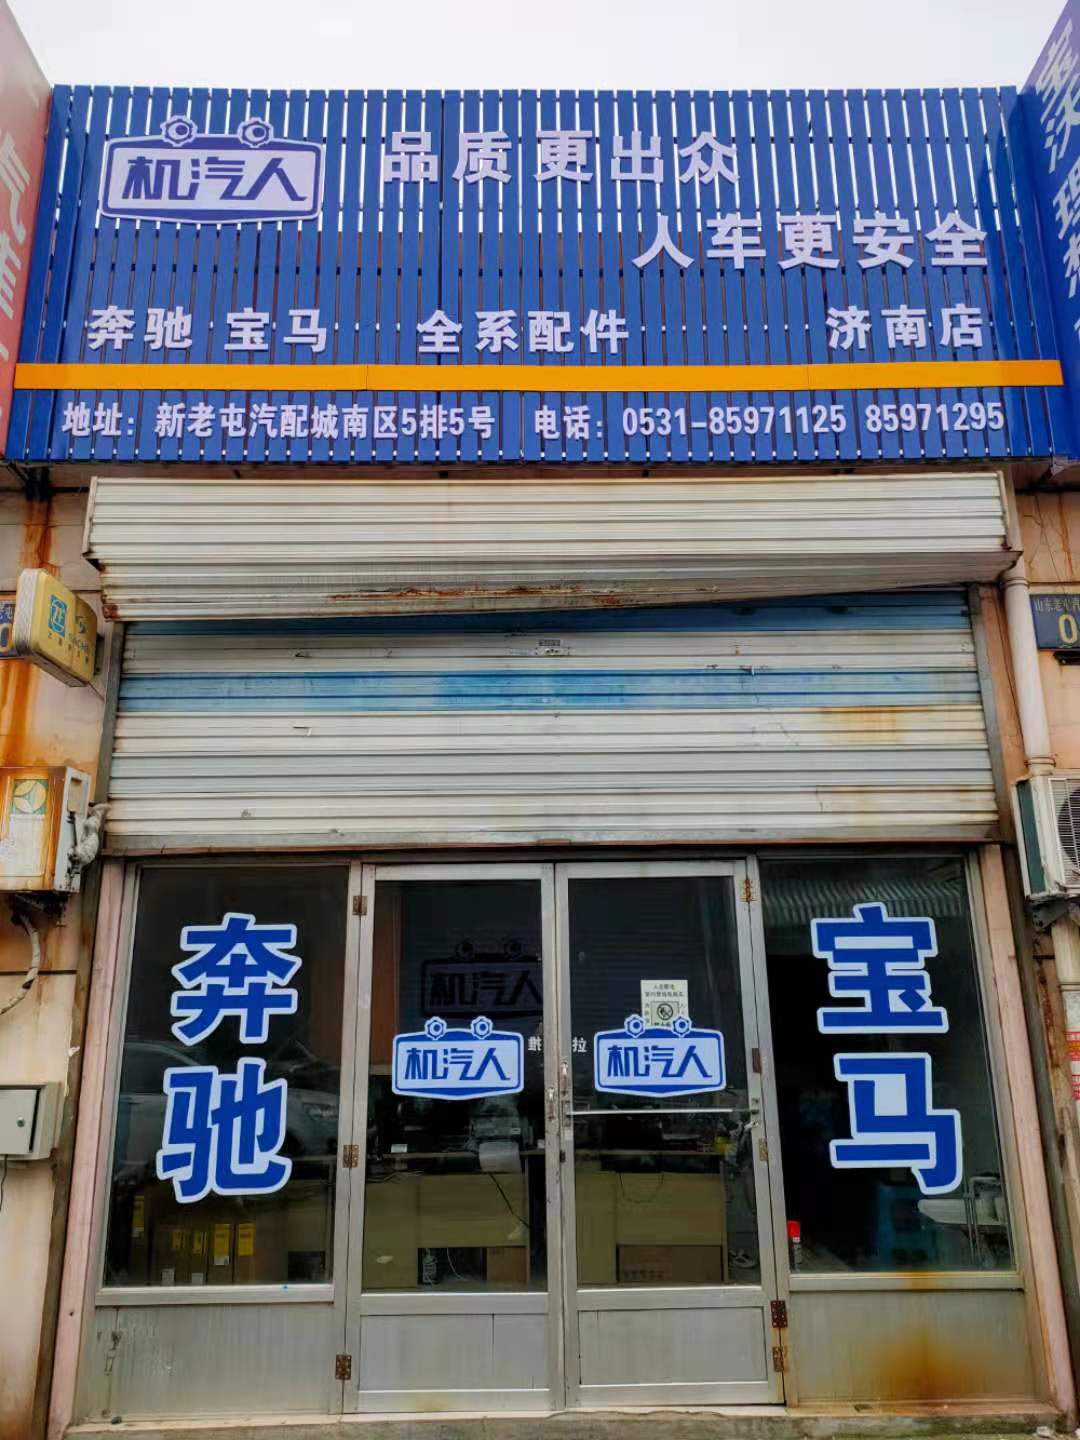 机汽人
品质更出众
人车更安全
奔驰 宝马 全系配件 济南店
地址：新老屯汽配城南区5排5号 电话：0531-85971125 85971295
奔驰
宝马
机汽人
机汽人
机汽人